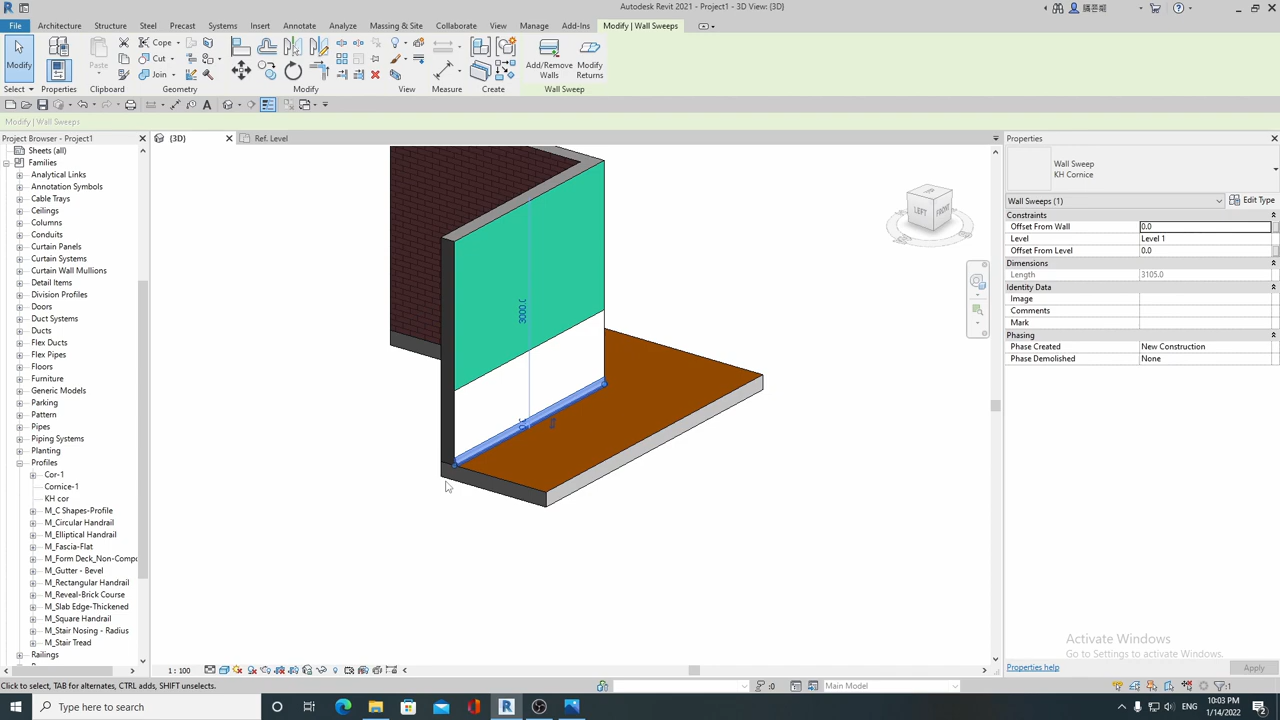 Autodesk Revit 2021 - Project1 - 3D View: {3D}
File Architecture Structure Steel Precast Systems Insert Annotate Analyze Massing & Site Collaborate View Manage Add-Ins Modify | Wall Sweeps
Modify
Properties
Paste
Cope
Cut
Join
Add/Remove Walls
Modify Returns
Select Properties Clipboard Geometry Modify View Measure Create Wall Sweep
Modify | Wall Sweeps
Project Browser - Project1
{3D}
Ref. Level
Properties
Sheets (all)
Families
Analytical Links
Annotation Symbols
Cable Trays
Ceilings
Columns
Conduits
Curtain Panels
Curtain Systems
Curtain Wall Mullions
Detail Items
Division Profiles
Doors
Duct Systems
Ducts
Flex Ducts
Flex Pipes
Floors
Furniture
Generic Models
Parking
Pattern
Pipes
Piping Systems
Planting
Profiles
Cor-1
Cornice-1
KH cor
M_C Shapes-Profile
M_Circular Handrail
M_Elliptical Handrail
M_Fascia-Flat
M_Form Deck_Non-Compo
M_Gutter - Bevel
M_Rectangular Handrail
M_Reveal-Brick Course
M_Slab Edge-Thickened
M_Square Handrail
M_Stair Nosing - Radius
M_Stair Tread
Railings
3000.0
LEFT FRONT
Wall Sweep
KH Cornice
Wall Sweeps (1) Edit Type
Constraints
Offset From Wall 0.0
Level Level 1
Offset From Level 0.0
Dimensions
Length 3105.0
Identity Data
Image
Comments
Mark
Phasing
Phase Created New Construction
Phase Demolished None
Activate Windows
Go to Settings to activate Windows.
Properties help Apply
1 : 100
Click to select, TAB for alternates, CTRL adds, SHIFT unselects.
:0
Main Model
:1
Type here to search
10:03 PM
1/14/2022